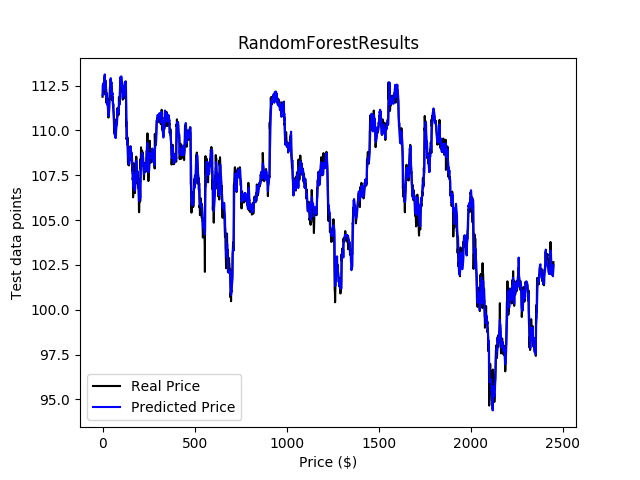 RandomForestResults
Test data points
112.5
110.0
107.5
105.0
102.5
100.0
97.5
95.0
Real Price
Predicted Price
0
500
1000
1500
2000
2500
Price ($)